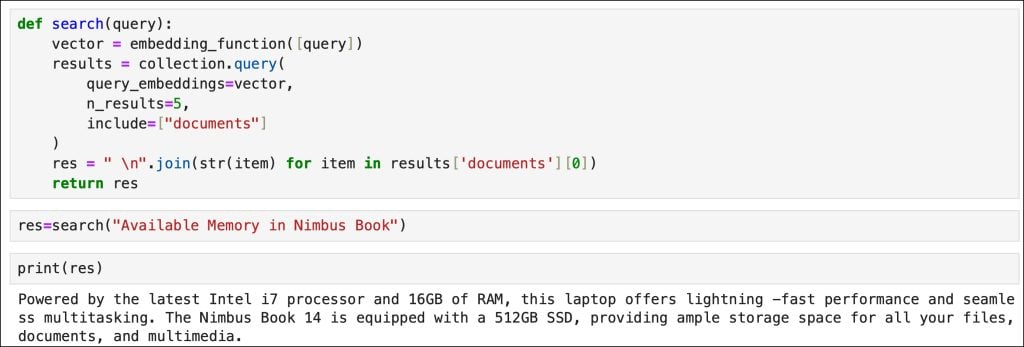 def search(query):
    vector = embedding_function([query])
    results = collection.query(
        query_embeddings=vector,
        n_results=5,
        include=["documents"]
    )
    res = " \n".join(str(item) for item in results['documents'][0])
    return res
res=search("Available Memory in Nimbus Book")
print(res)
Powered by the latest Intel i7 processor and 16GB of RAM, this laptop offers lightning -fast performance and seamle
ss multitasking. The Nimbus Book 14 is equipped with a 512GB SSD, providing ample storage space for all your files,
documents, and multimedia.